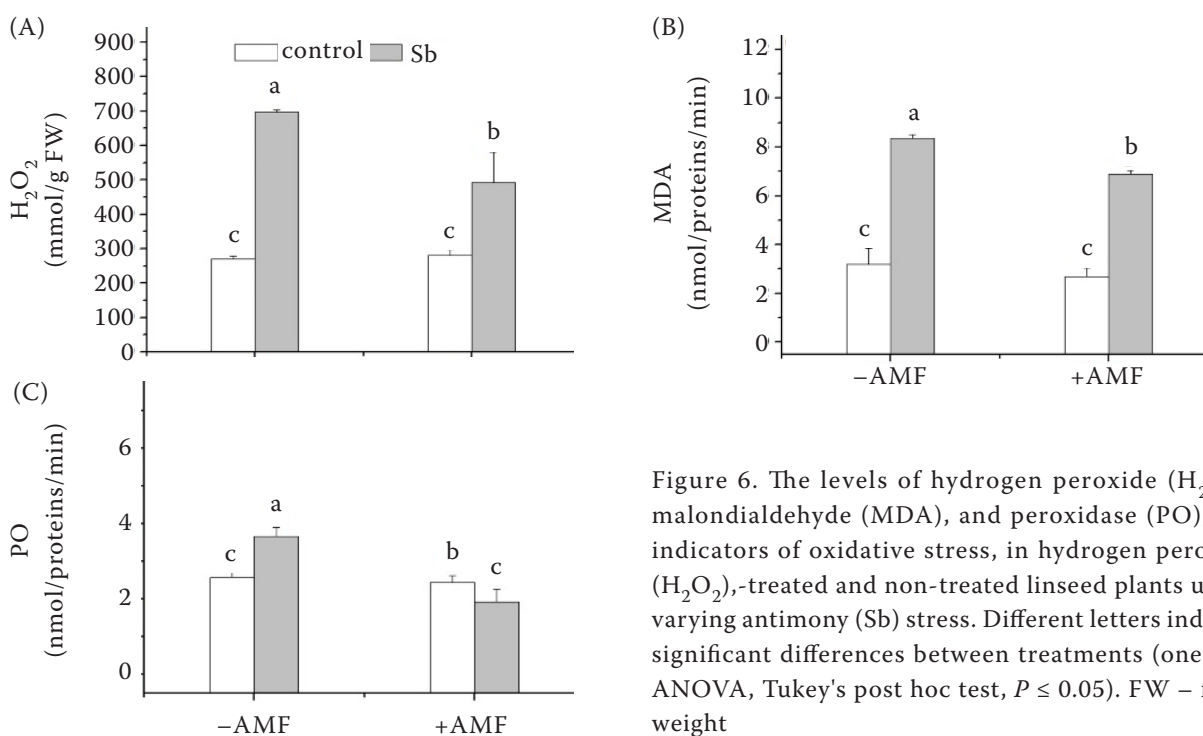 (A)
900
800
700
600
500
400
300
200
100
0
H₂O₂
(mmol/g FW)
control Sb
a
b
c
c
(B)
12
10
8
6
4
2
0
MDA
(nmol/proteins/min)
a
b
c
c
–AMF +AMF
(C)
6
4
2
0
PO
(nmol/proteins/min)
a
c
b
c
–AMF +AMF
Figure 6. The levels of hydrogen peroxide (H₂
malondialdehyde (MDA), and peroxidase (PO)
indicators of oxidative stress, in hydrogen pero
(H₂O₂),-treated and non-treated linseed plants u
varying antimony (Sb) stress. Different letters ind
significant differences between treatments (one
ANOVA, Tukey's post hoc test, P ≤ 0.05). FW –
weight